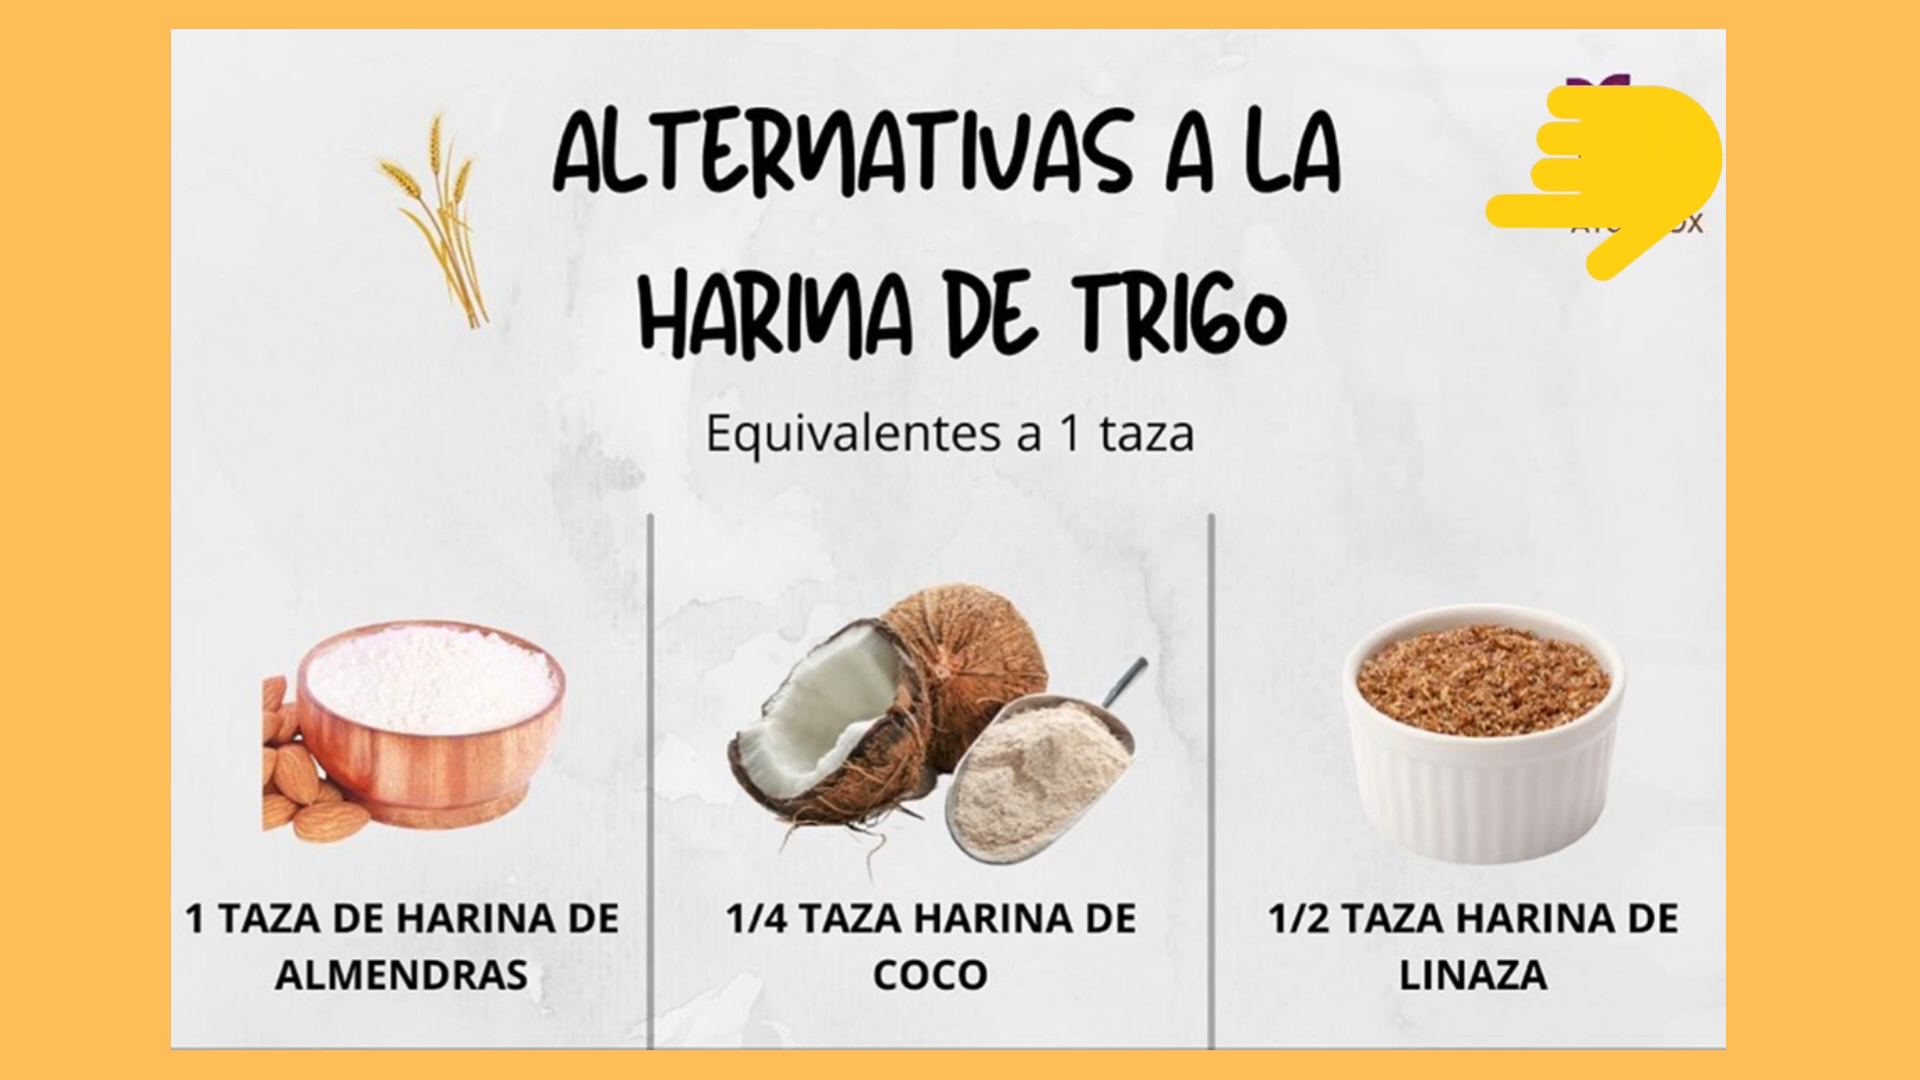 ALTERNATIVAS A LA
HARINA DE TRIGO
Equivalentes a 1 taza
1 TAZA DE HARINA DE
ALMENDRAS
1/4 TAZA HARINA DE
COCO
1/2 TAZA HARINA DE
LINAZA